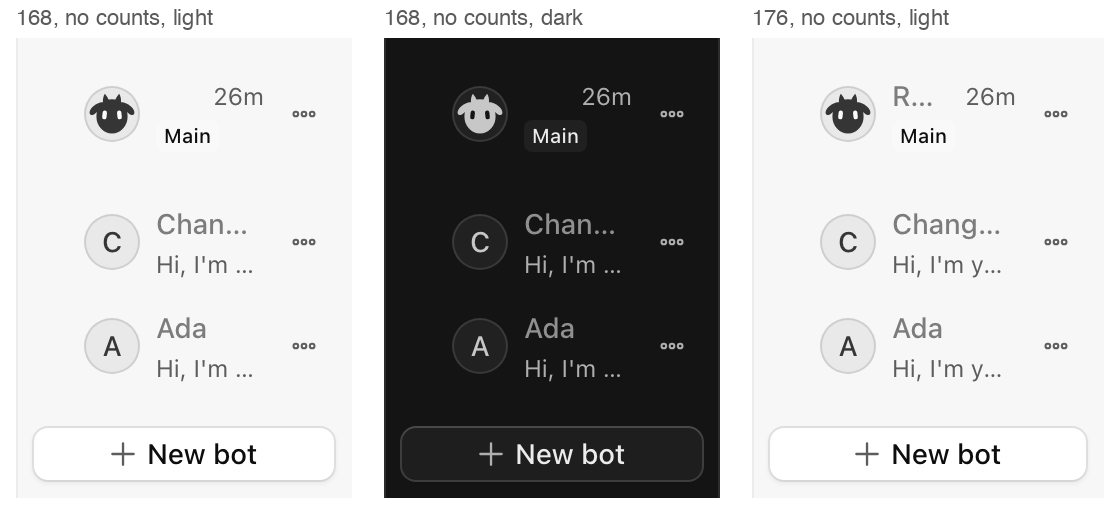 168, no counts, light
26m
Main
C
Chan...
Hi, I'm ...
A
Ada
Hi, I'm ...
New bot
168, no counts, dark
26m
Main
C
Chan...
Hi, I'm ...
A
Ada
Hi, I'm ...
New bot
176, no counts, light
R... 26m
Main
C
Chang...
Hi, I'm y...
A
Ada
Hi, I'm y...
New bot